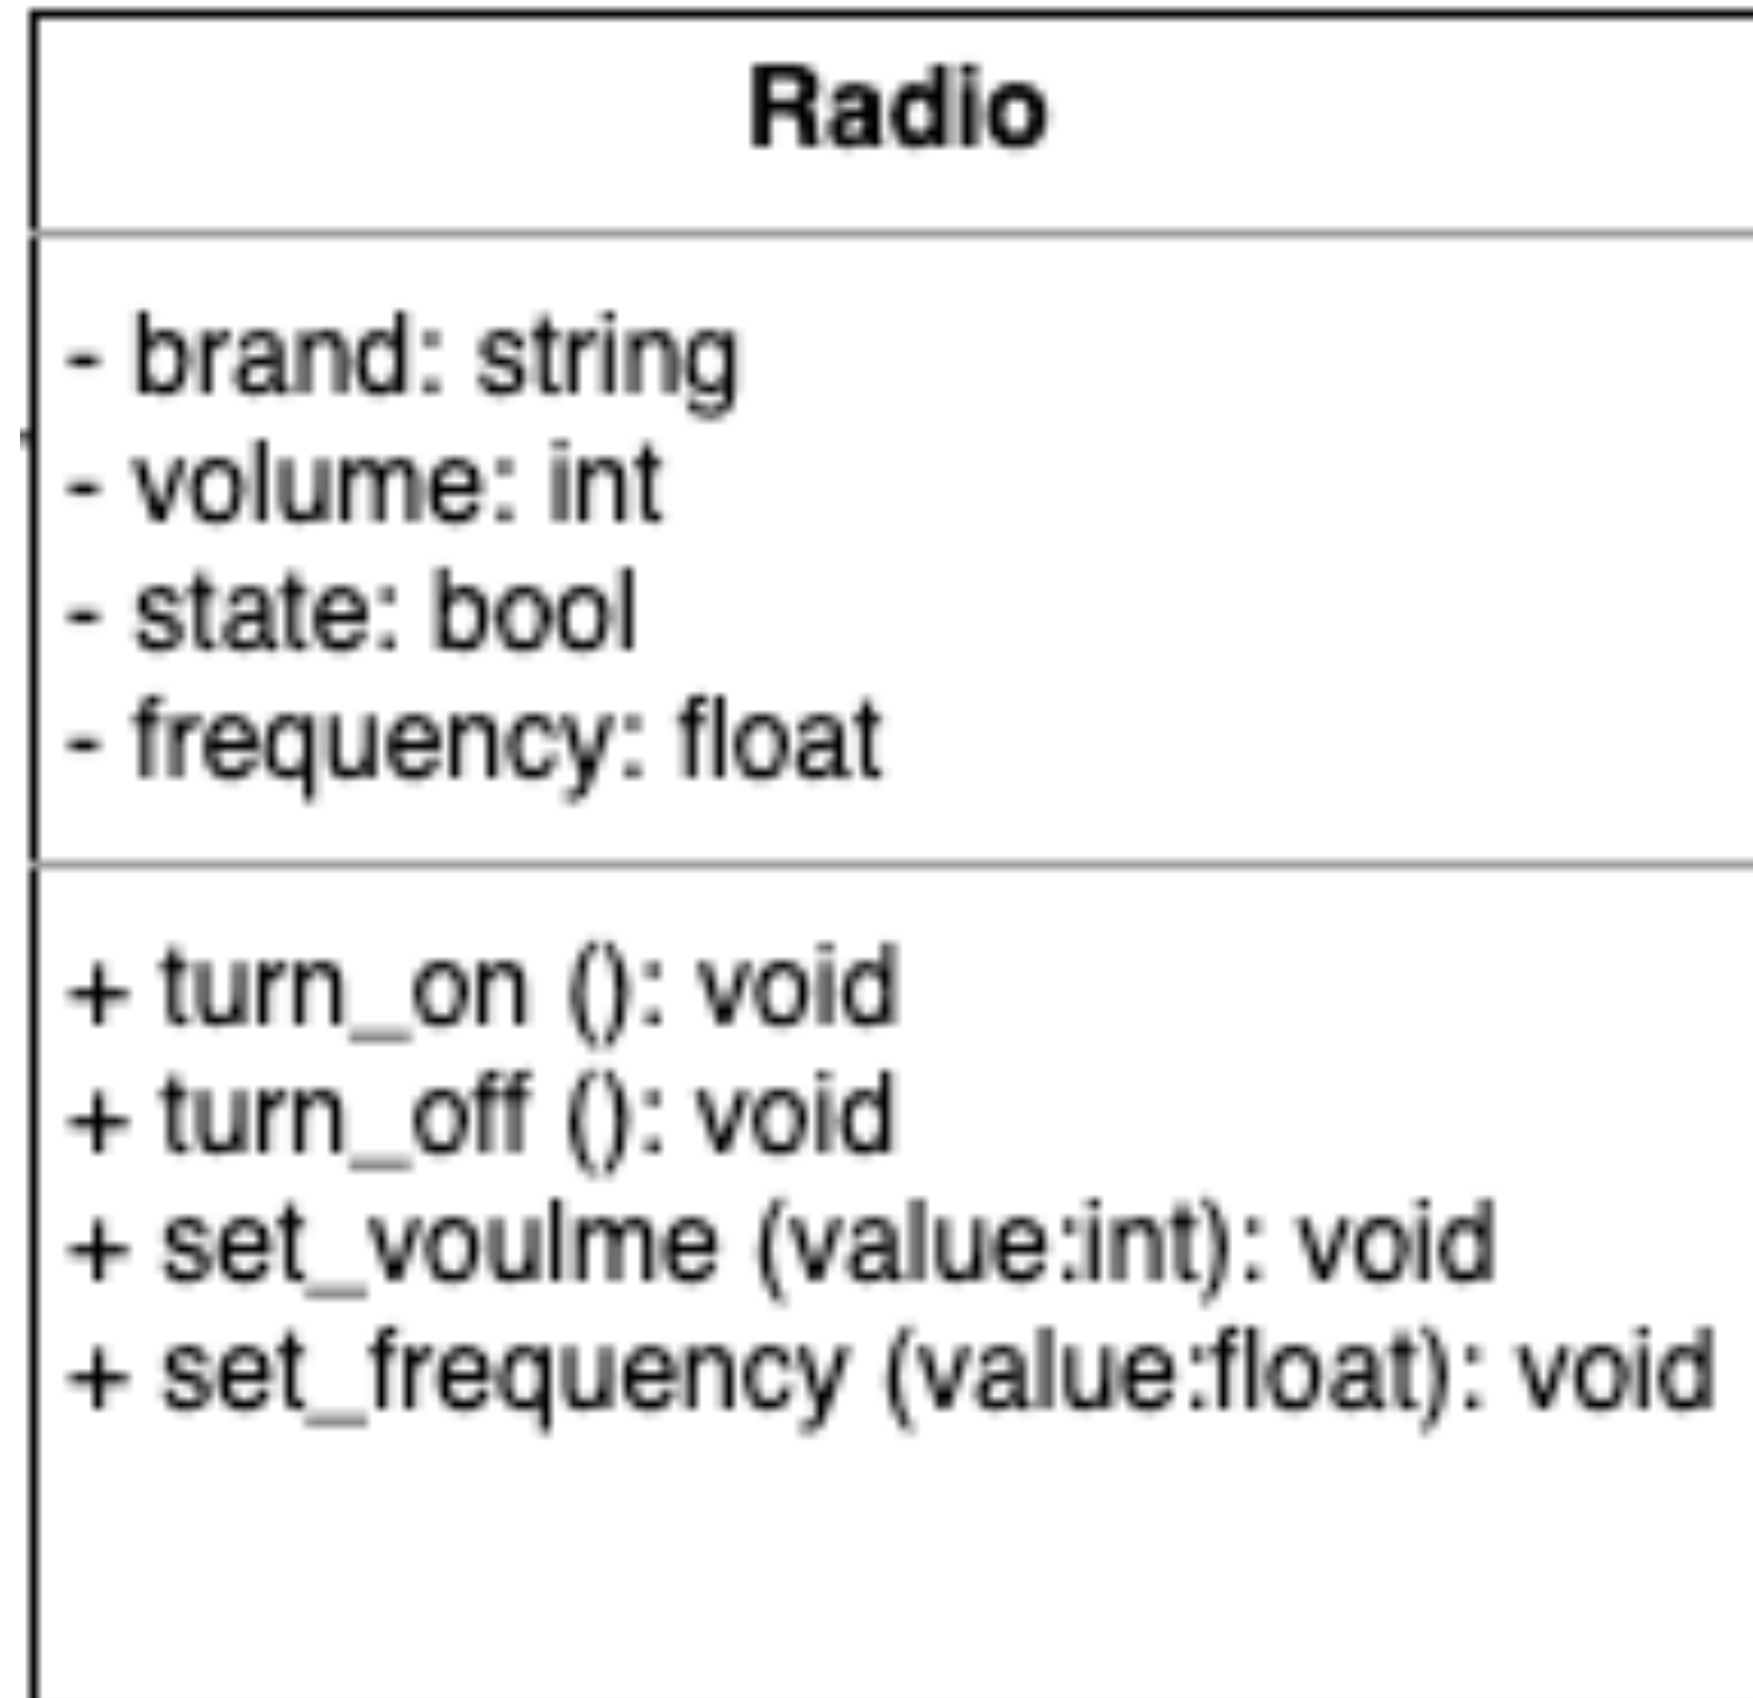 Radio
- brand: string
- volume: int
- state: bool
- frequency: float
+ turn_on (): void
+ turn_off (): void
+ set_voulme (value:int): void
+ set_frequency (value:float): void